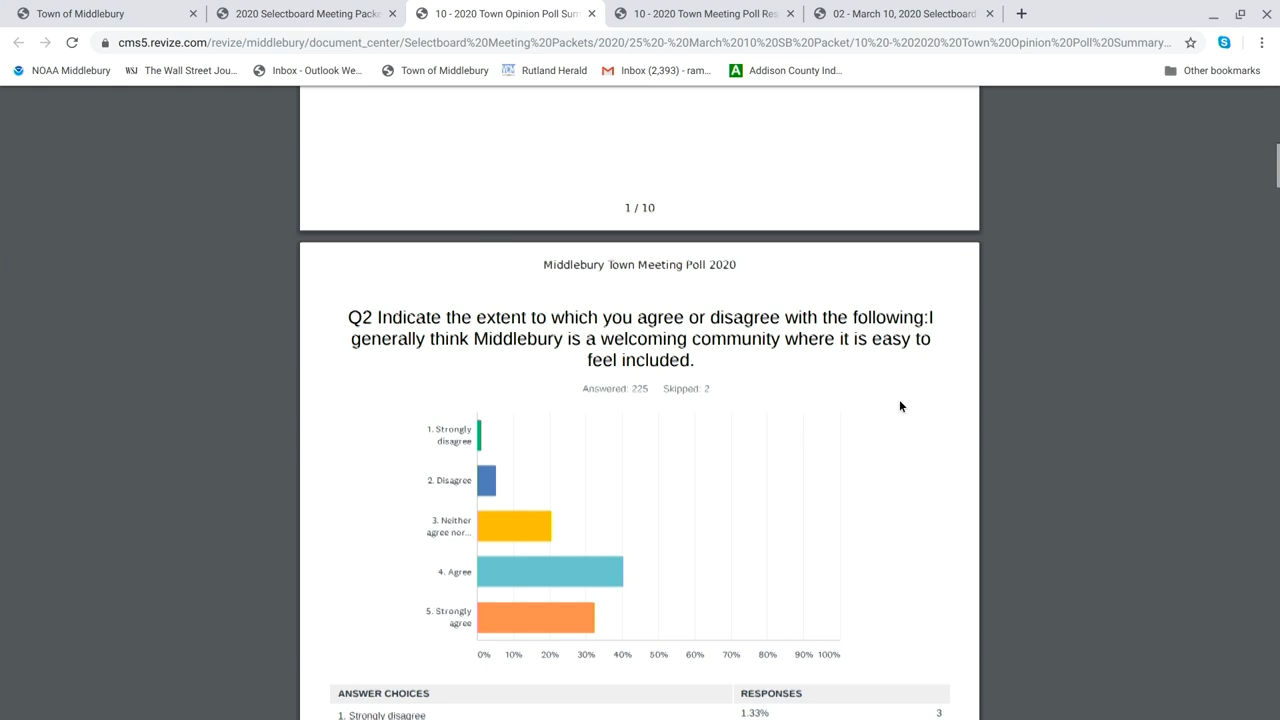 Town of Middlebury
2020 Selectboard Meeting Packe
10 - 2020 Town Opinion Poll Sum
10 - 2020 Town Meeting Poll Res
02 - March 10, 2020 Selectboard
cms5.revize.com/revize/middlebury/document_center/Selectboard%20Meeting%20Packets/2020/25%20-%20March%2010%20SB%20Packet/10%20-%202020%20Town%20Opinion%20Poll%20Summary...
NOAA Middlebury
WSJ The Wall Street Jou...
Inbox - Outlook We...
Town of Middlebury
Rutland Herald
Inbox (2,393) - ram...
A Addison County Ind...
Other bookmarks
1 / 10
Middlebury Town Meeting Poll 2020
Q2 Indicate the extent to which you agree or disagree with the following:I
generally think Middlebury is a welcoming community where it is easy to
feel included.
Answered: 225 Skipped: 2
1. Strongly
disagree
2. Disagree
3. Neither
agree nor...
4. Agree
5. Strongly
agree
0% 10% 20% 30% 40% 50% 60% 70% 80% 90% 100%
ANSWER CHOICES RESPONSES
1. Strongly disagree 1.33% 3